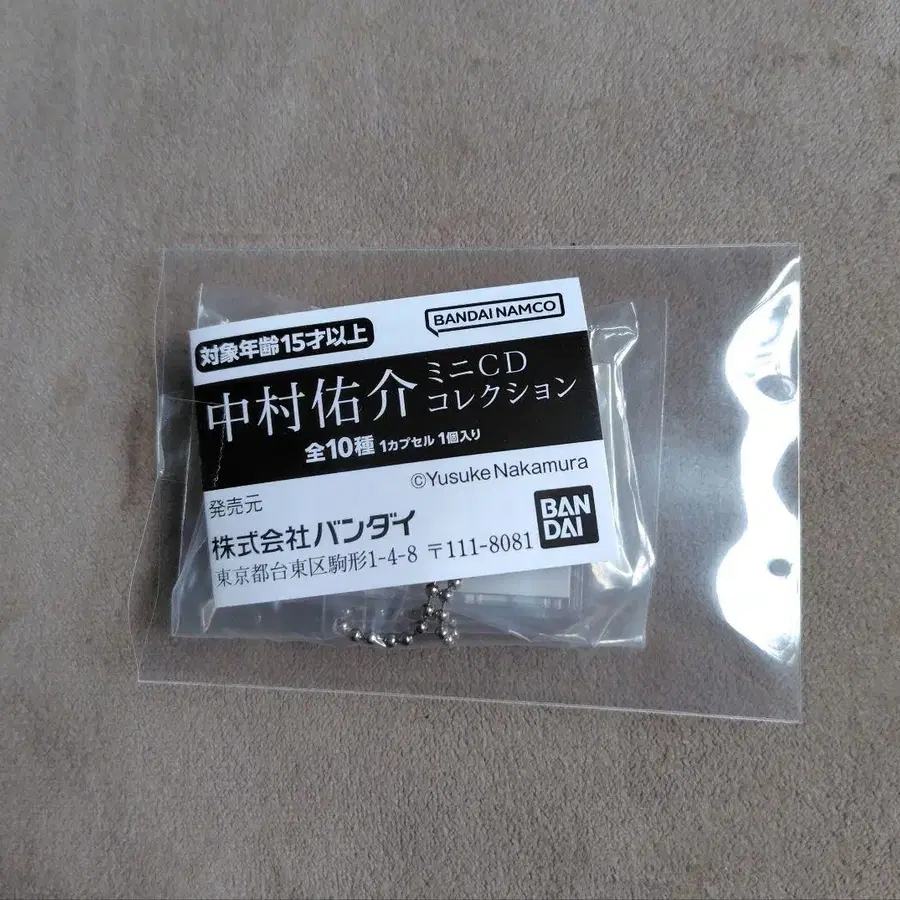 対象年齢15才以上
BANDAI NAMCO
中村佑介 ミニCD
コレクション
全10種 1カプセル 1個入り
©Yusuke Nakamura
発売元
株式会社バンダイ
東京都台東区駒形1-4-8 〒111-8081
BAN
DAI